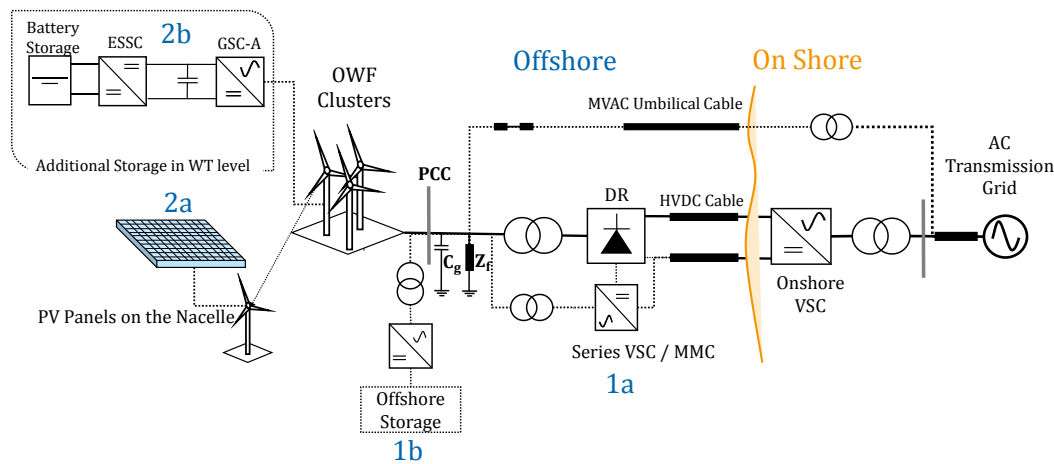 Battery
Storage
ESSC
2b
GSC-A
Additional Storage in WT level
OWF
Clusters
Offshore
On Shore
MVAC Umbilical Cable
AC
Transmission
Grid
2a
PCC
DR
HVDC Cable
C_g
Z_f
Onshore
VSC
PV Panels on the Nacelle
Series VSC / MMC
1a
Offshore
Storage
1b